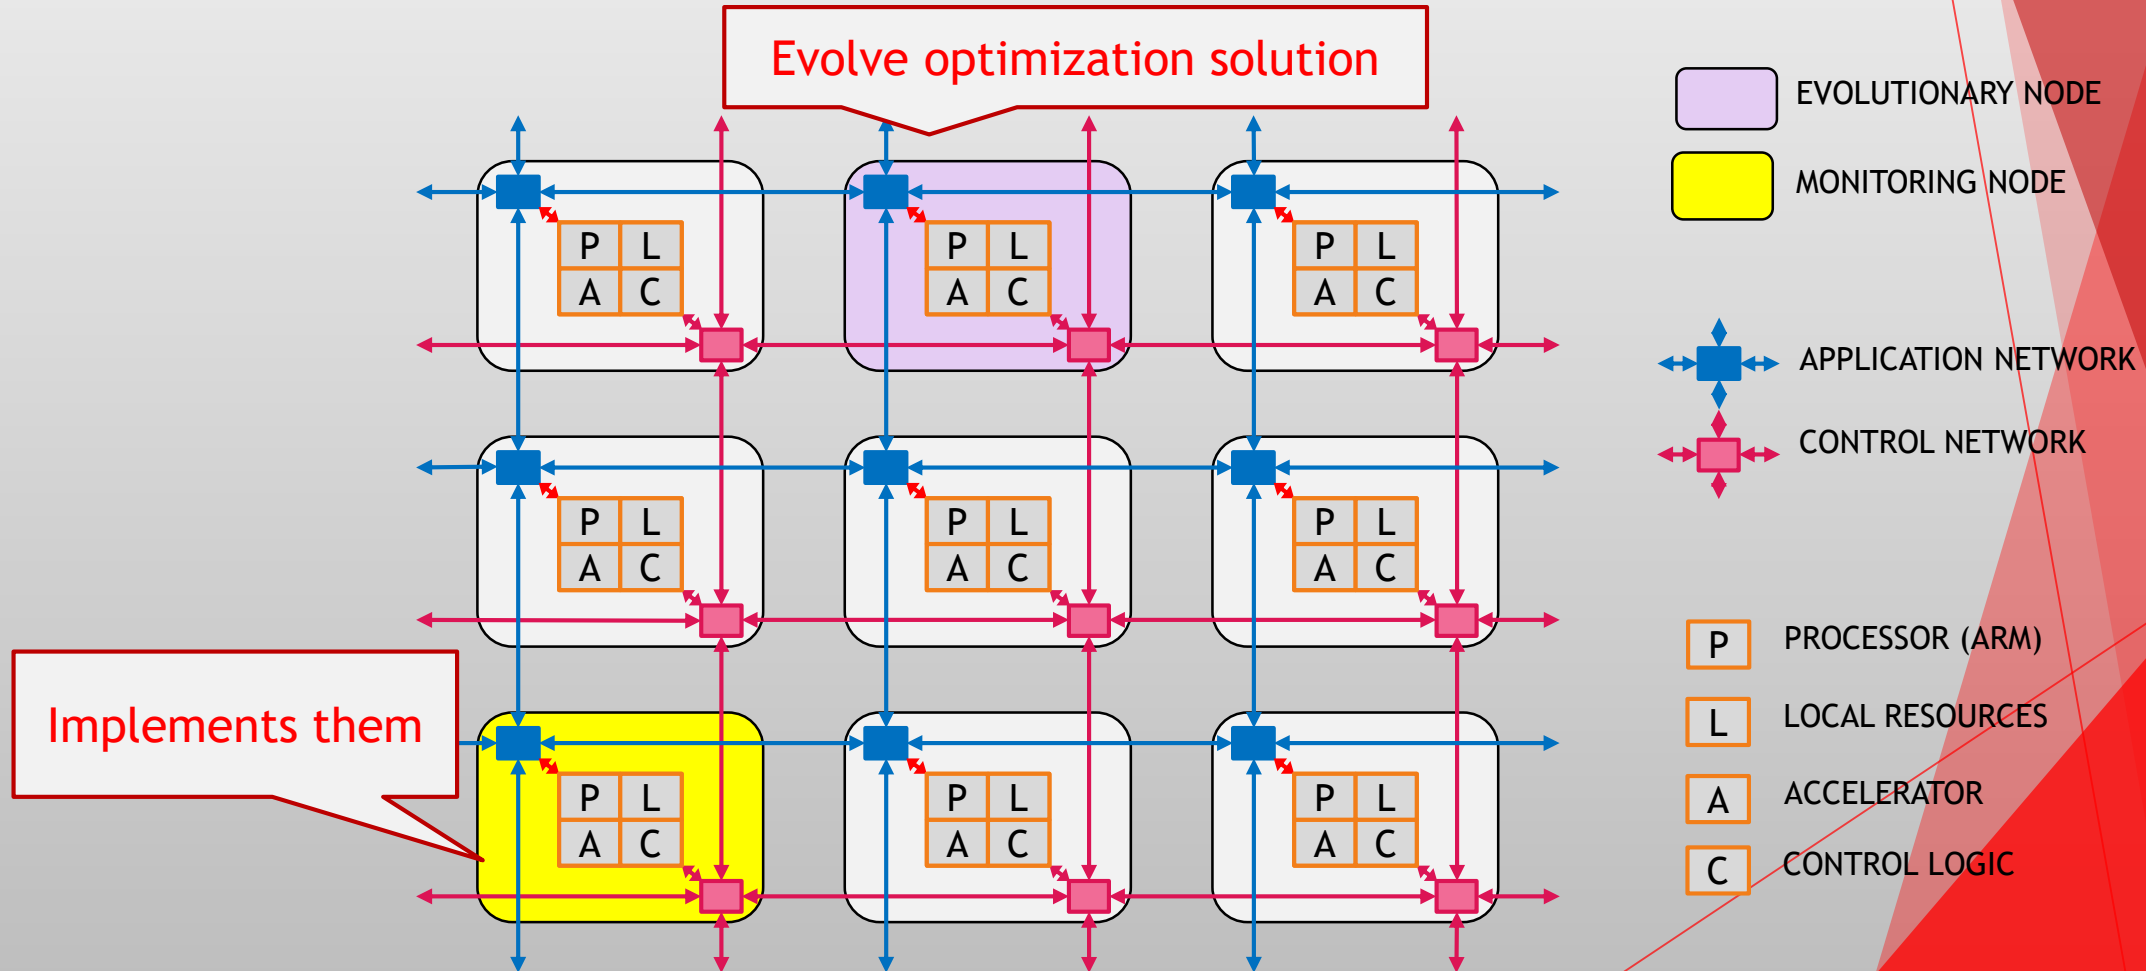 Evolve optimization solution
EVOLUTIONARY NODE
MONITORING NODE
P L P L P L
A C A C A C
APPLICATION NETWORK
CONTROL NETWORK
P L P L P L
A C A C A C
P PROCESSOR (ARM)
Implements them
L LOCAL RESOURCES
P L P L P L
A C A C A C
A ACCELERATOR
C CONTROL LOGIC